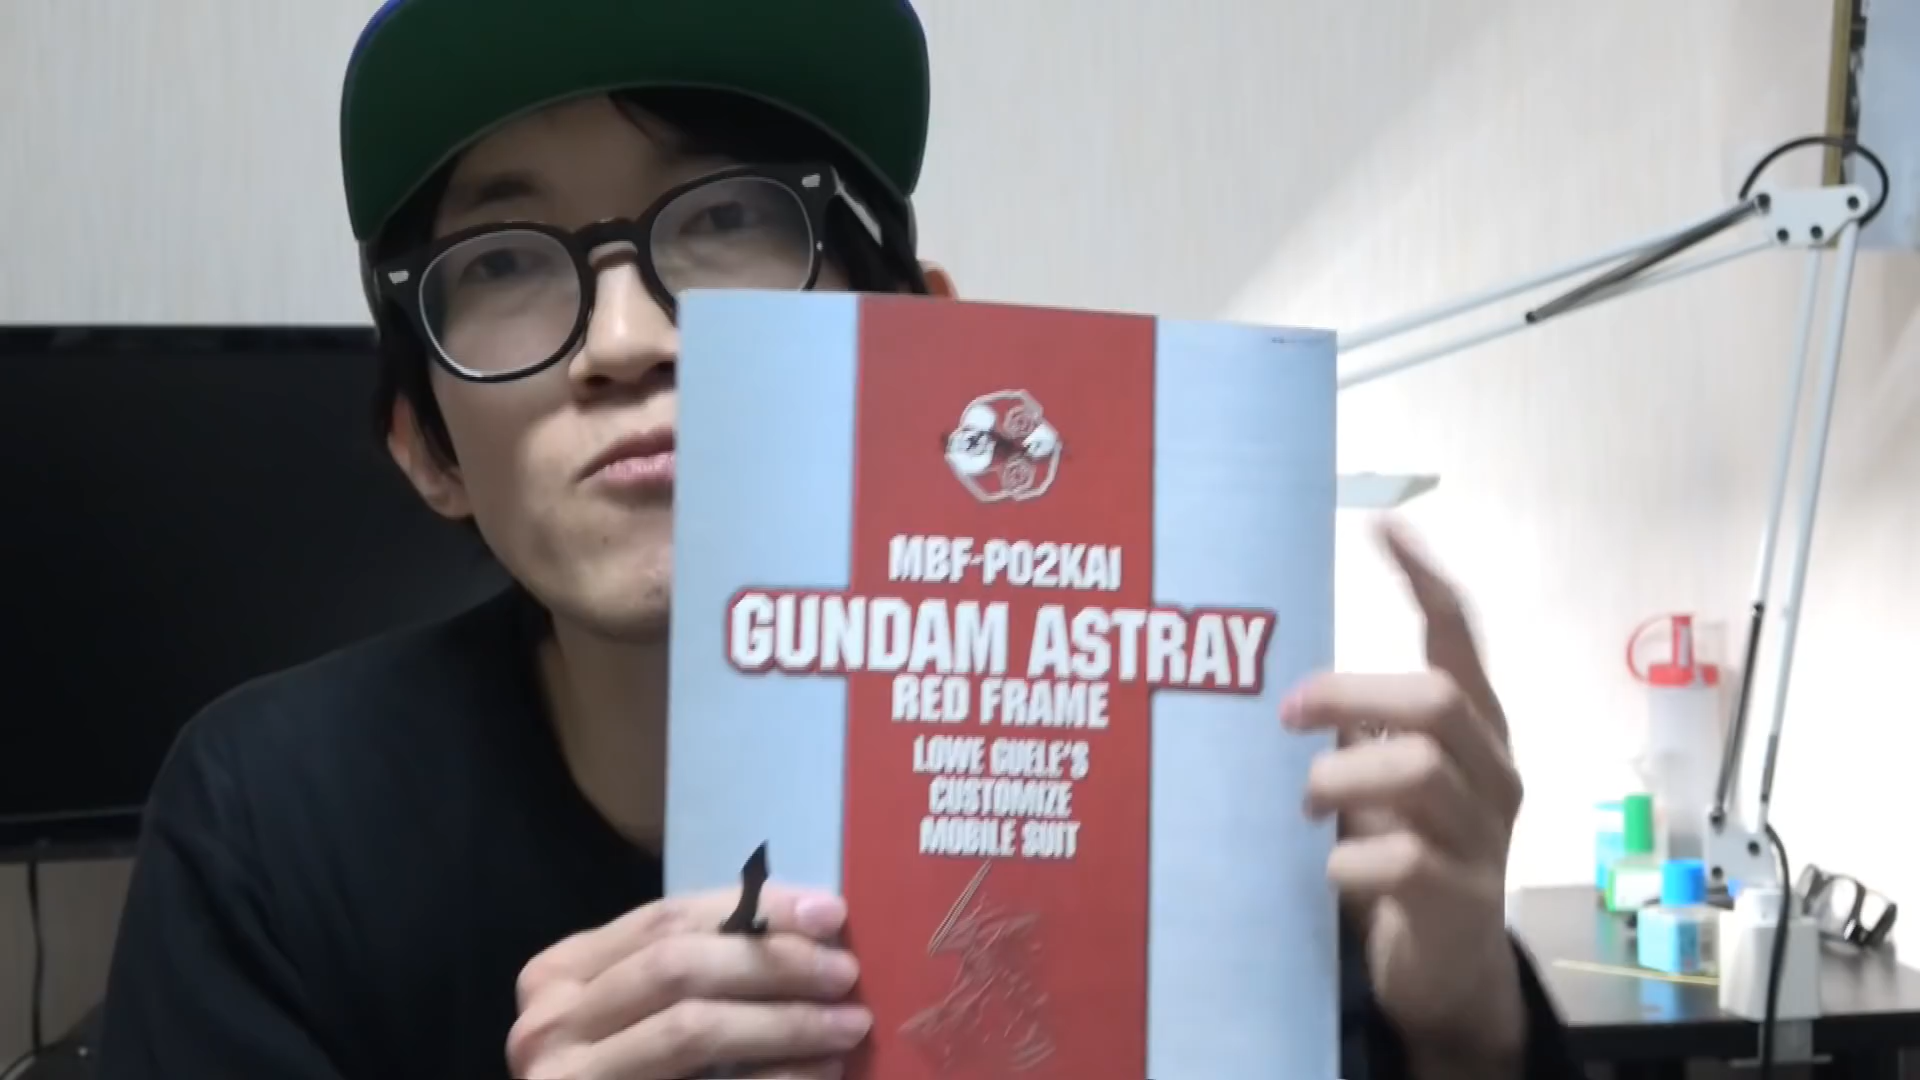 MBF-P02KAI
GUNDAM ASTRAY
RED FRAME
LOWE GUELE'S
CUSTOMIZE
MOBILE SUIT